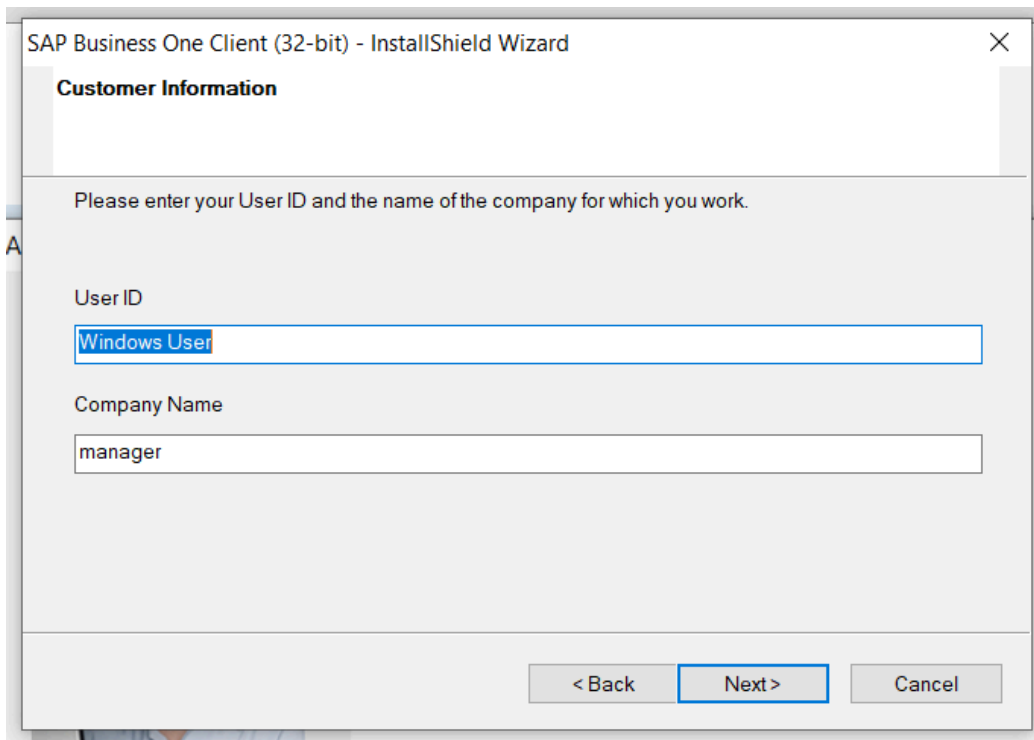 SAP Business One Client (32-bit) - InstallShield Wizard
Customer Information
Please enter your User ID and the name of the company for which you work.
A
User ID
Windows User
Company Name
manager
< Back
Next >
Cancel